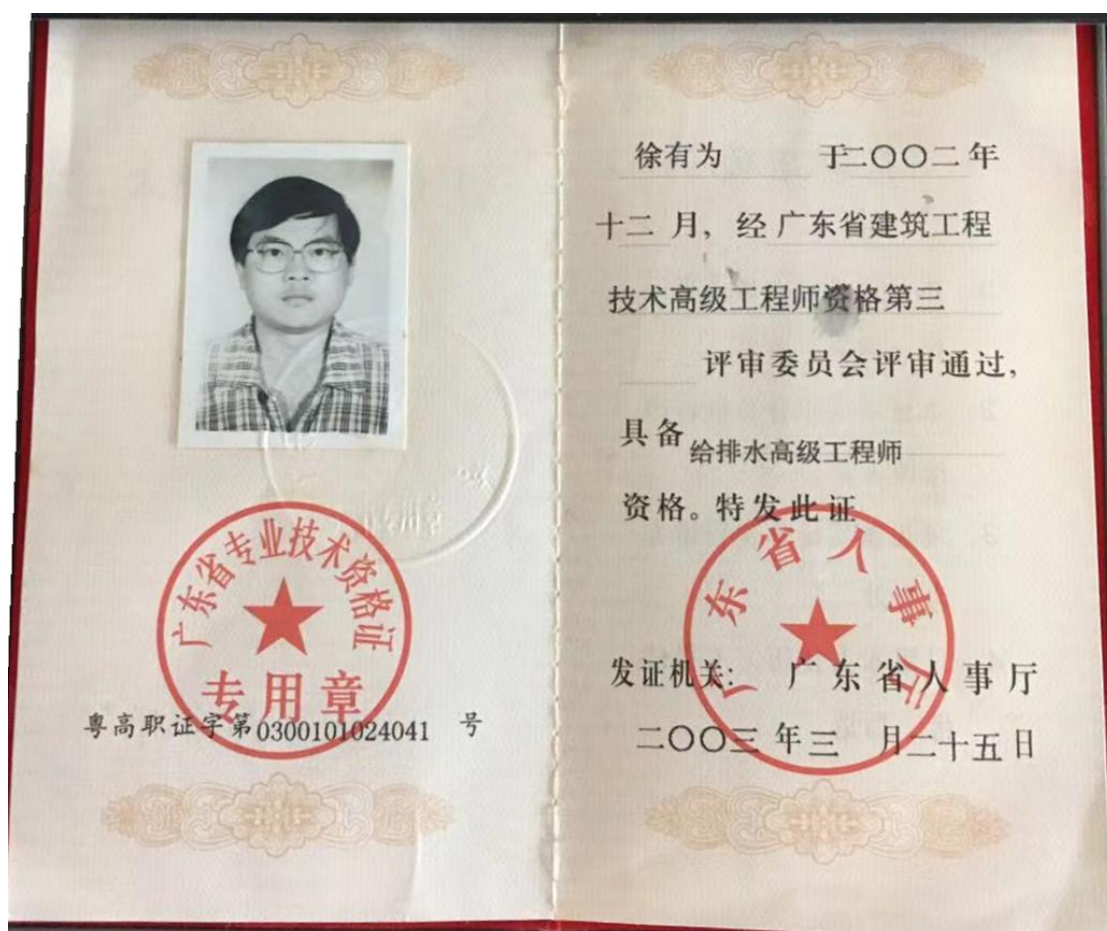 广东省专业技术资格证
专用章
粤高职证字第0300101024041 号
徐有为 于二〇〇二年
十二月，经广东省建筑工程
技术高级工程师资格第三
评审委员会评审通过，
具备给排水高级工程师
资格。特发此证
广东省人事厅
发证机关： 广东省人事厅
二〇〇三年三月二十五日